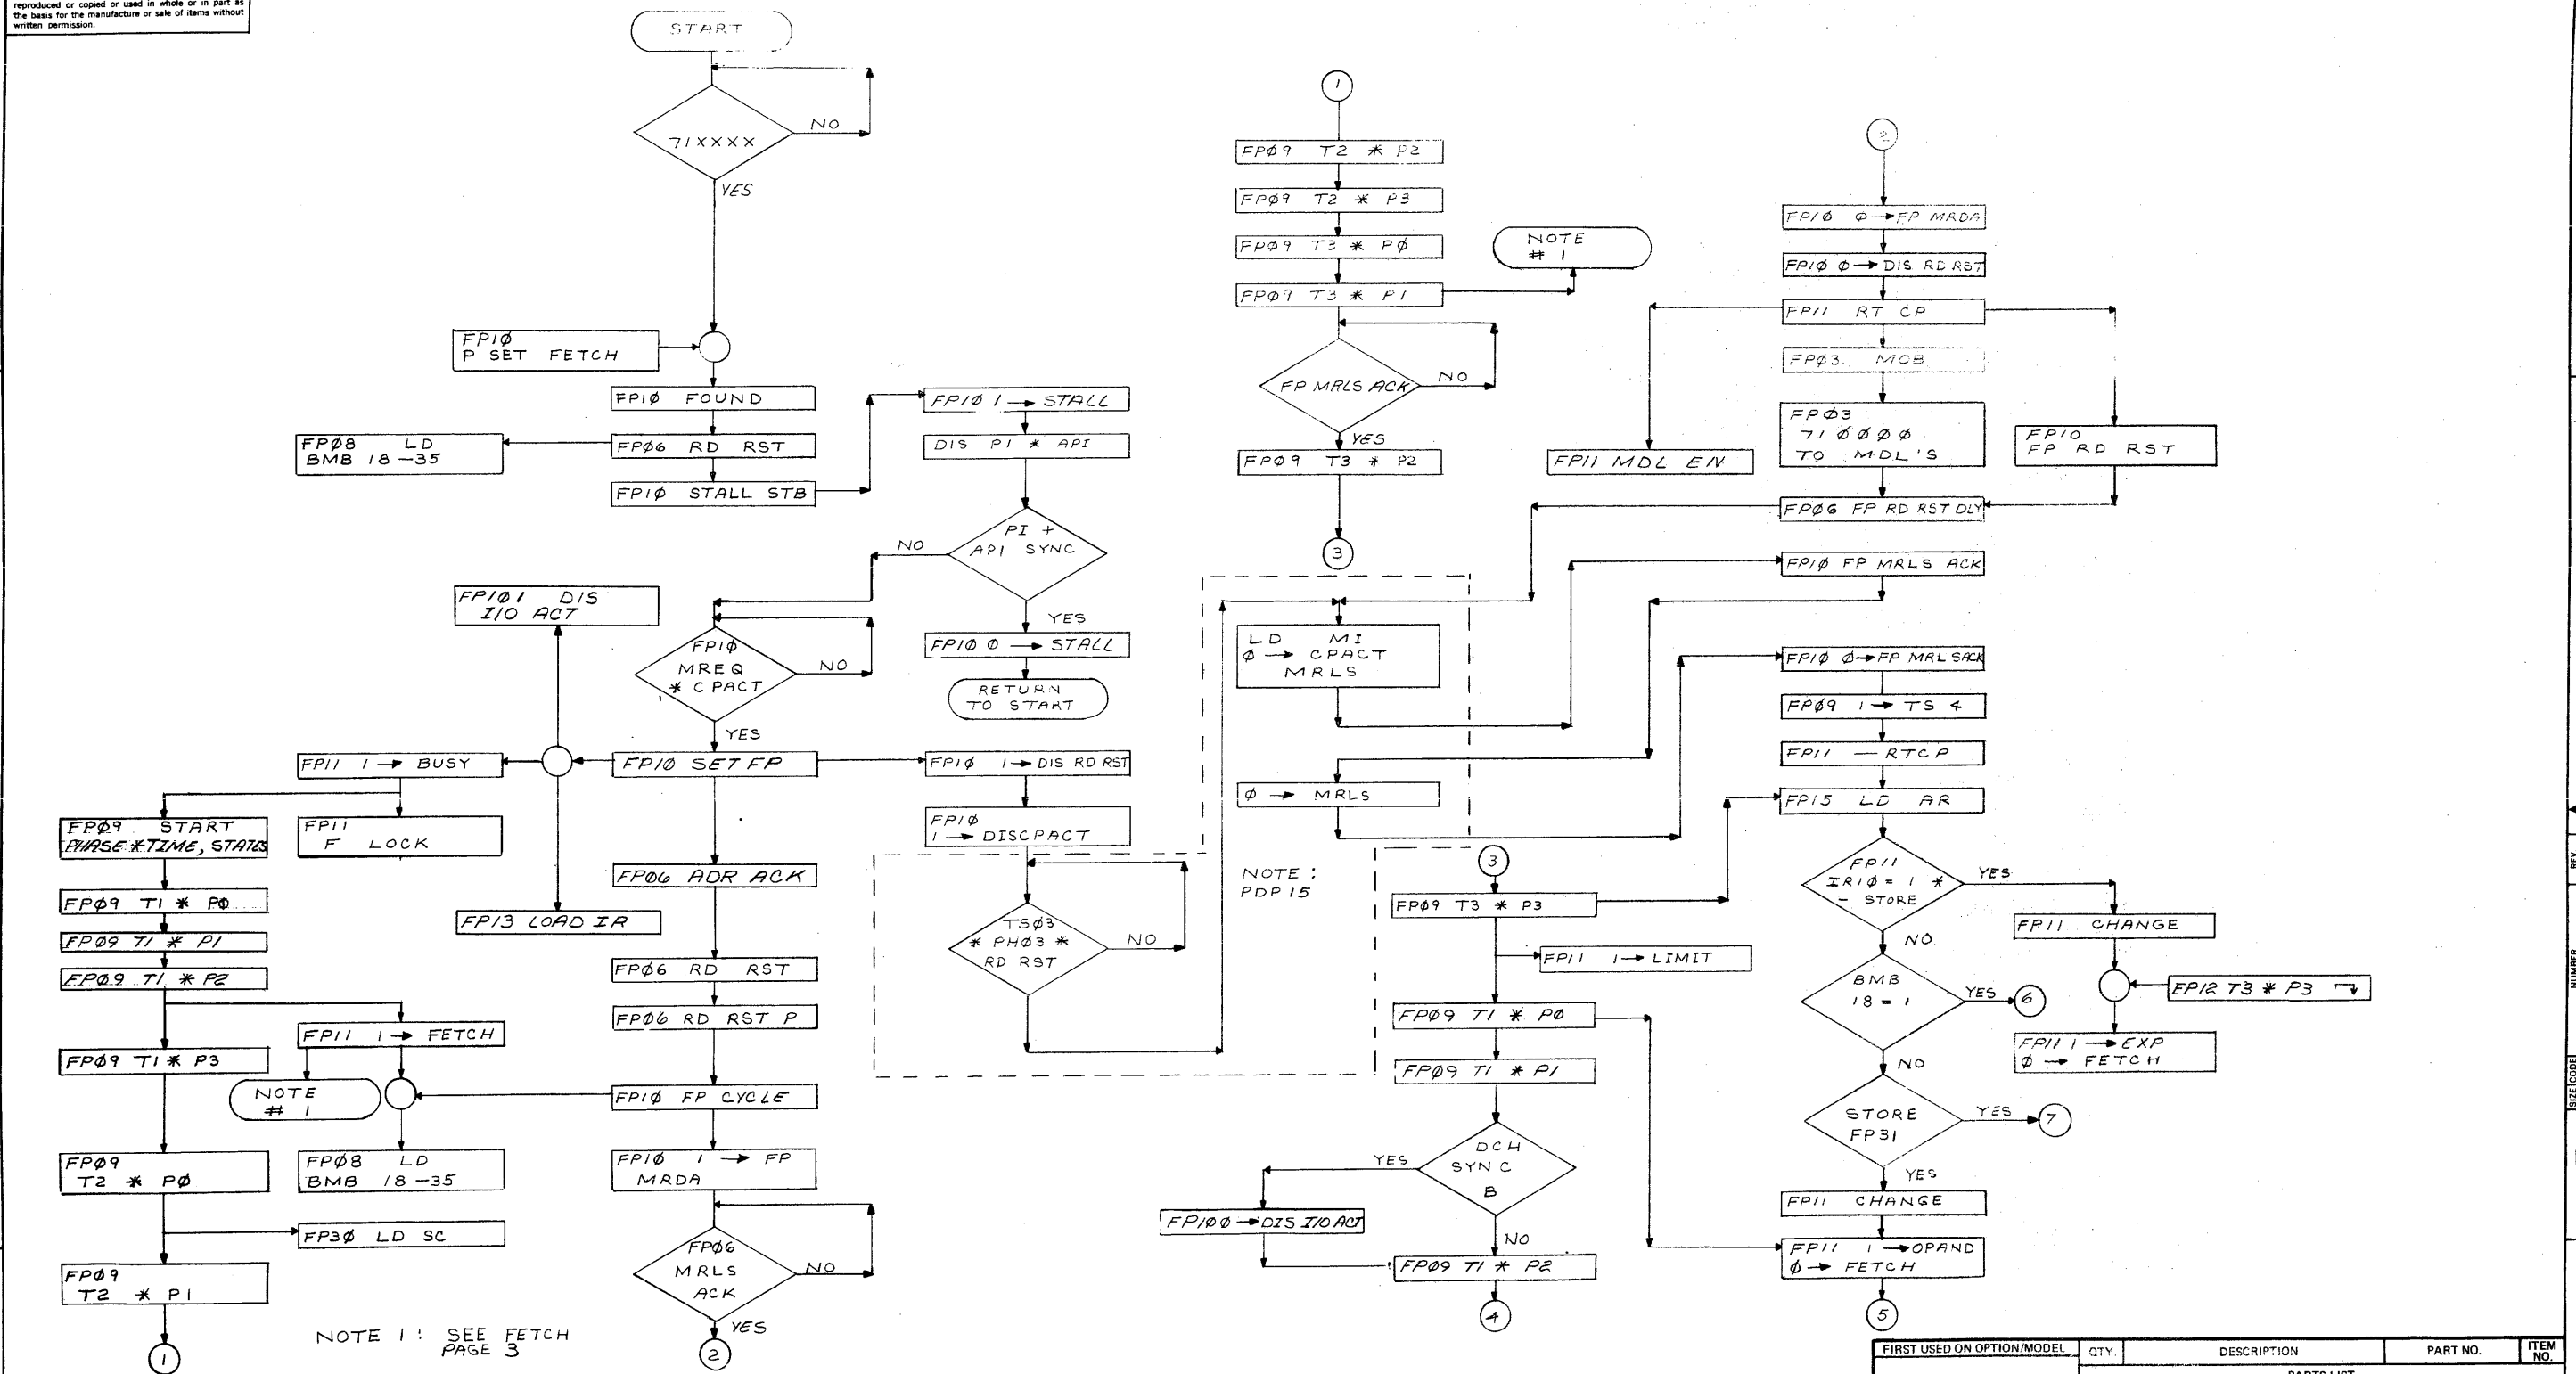 reproduced or copied or used in whole or in part as
the basis for the manufacture or sale of items without
written permission.
START
71XXXX
NO
YES
FP1Ø
P SET FETCH
FP1Ø FOUND
FPØ8 LD
BMB 18-35
FPØ6 RD RST
FP1Ø STALL STB
FP1Ø 1 → STALL
DIS PI * API
PI +
API SYNC
NO
YES
FP1Ø Ø → STALL
RETURN
TO START
FP1Ø 1 DIS
I/O ACT
FP1Ø
MREQ
* CPACT
NO
YES
FP11 1 → BUSY
FP1Ø SET FP
FP1Ø 1 → DIS RD RST
FPØ9 START
PHASE * TIME, STATES
FP11
F LOCK
FP1Ø
1 → DISCPACT
FPØ6 ADR ACK
FPØ9 T1 * PØ
FP13 LOAD IR
FPØ9 T1 * P1
FPØ9 T1 * P2
TSØ3
* PHØ3 *
RD RST
NO
FPØ6 RD RST
FPØ6 RD RST P
FP11 1 → FETCH
FPØ9 T1 * P3
NOTE
# 1
FP1Ø FP CYCLE
FPØ9
T2 * PØ
FPØ8 LD
BMB 18-35
FP1Ø 1 → FP
MRDA
FP3Ø LD SC
FPØ6
MRLS
ACK
NO
YES
FPØ9
T2 * P1
NOTE 1: SEE FETCH
PAGE 3
1
2
1
FPØ9 T2 * P2
FPØ9 T2 * P3
FPØ9 T3 * PØ
FPØ9 T3 * P1
NOTE
# 1
FP MRLS ACK
NO
YES
FPØ9 T3 * P2
3
LD MI
Ø → CPACT
MRLS
Ø → MRLS
NOTE:
PDP 15
3
FPØ9 T3 * P3
FP11 1 → LIMIT
FPØ9 T1 * PØ
FPØ9 T1 * P1
DCH
SYNC
B
YES
NO
FP1Ø Ø → DIS I/O ACT
FPØ9 T1 * P2
4
2
FP1Ø Ø → FP MRDA
FP1Ø Ø → DIS RD RST
FP11 RT CP
FPØ3 MOB
FPØ3
71ØØØØ
TO MDL'S
FP1O
FP RD RST
FP11 MDL EN
FPØ6 FP RD RST DLY
FP1Ø FP MRLS ACK
FP1Ø Ø → FP MRLS ACK
FPØ9 1 → TS 4
FP11 — RTCP
FP15 LD AR
FP11
IR1Ø = 1 *
- STORE
YES
NO
FP11 CHANGE
BMB
18 = 1
YES
6
FP12 T3 * P3
NO
FP11 1 → EXP
Ø → FETCH
STORE
FP31
YES
7
YES
FP11 CHANGE
FP11 1 → OPAND
Ø → FETCH
5
REV
NUMBER
SIZE CODE
FIRST USED ON OPTION/MODEL
QTY.
DESCRIPTION
PART NO.
ITEM
NO.
PARTS LIST